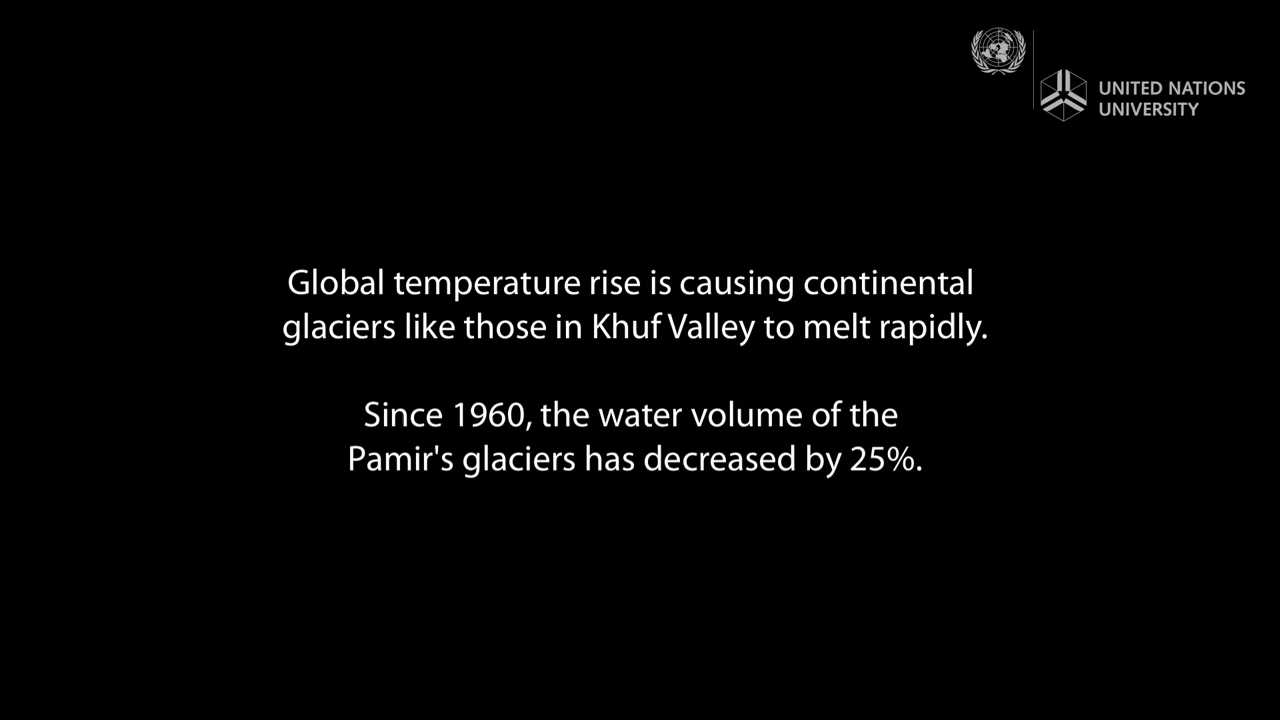 UNITED NATIONS
UNIVERSITY
Global temperature rise is causing continental
glaciers like those in Khuf Valley to melt rapidly.
Since 1960, the water volume of the
Pamir's glaciers has decreased by 25%.